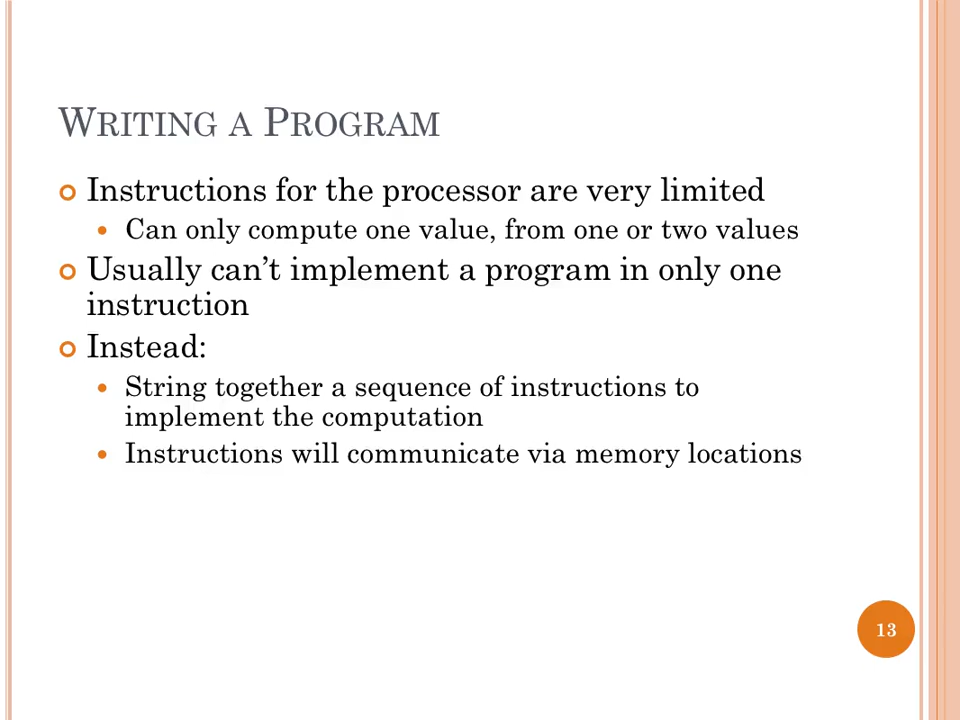 WRITING A PROGRAM
Instructions for the processor are very limited
Can only compute one value, from one or two values
Usually can't implement a program in only one
instruction
Instead:
String together a sequence of instructions to
implement the computation
Instructions will communicate via memory locations
13